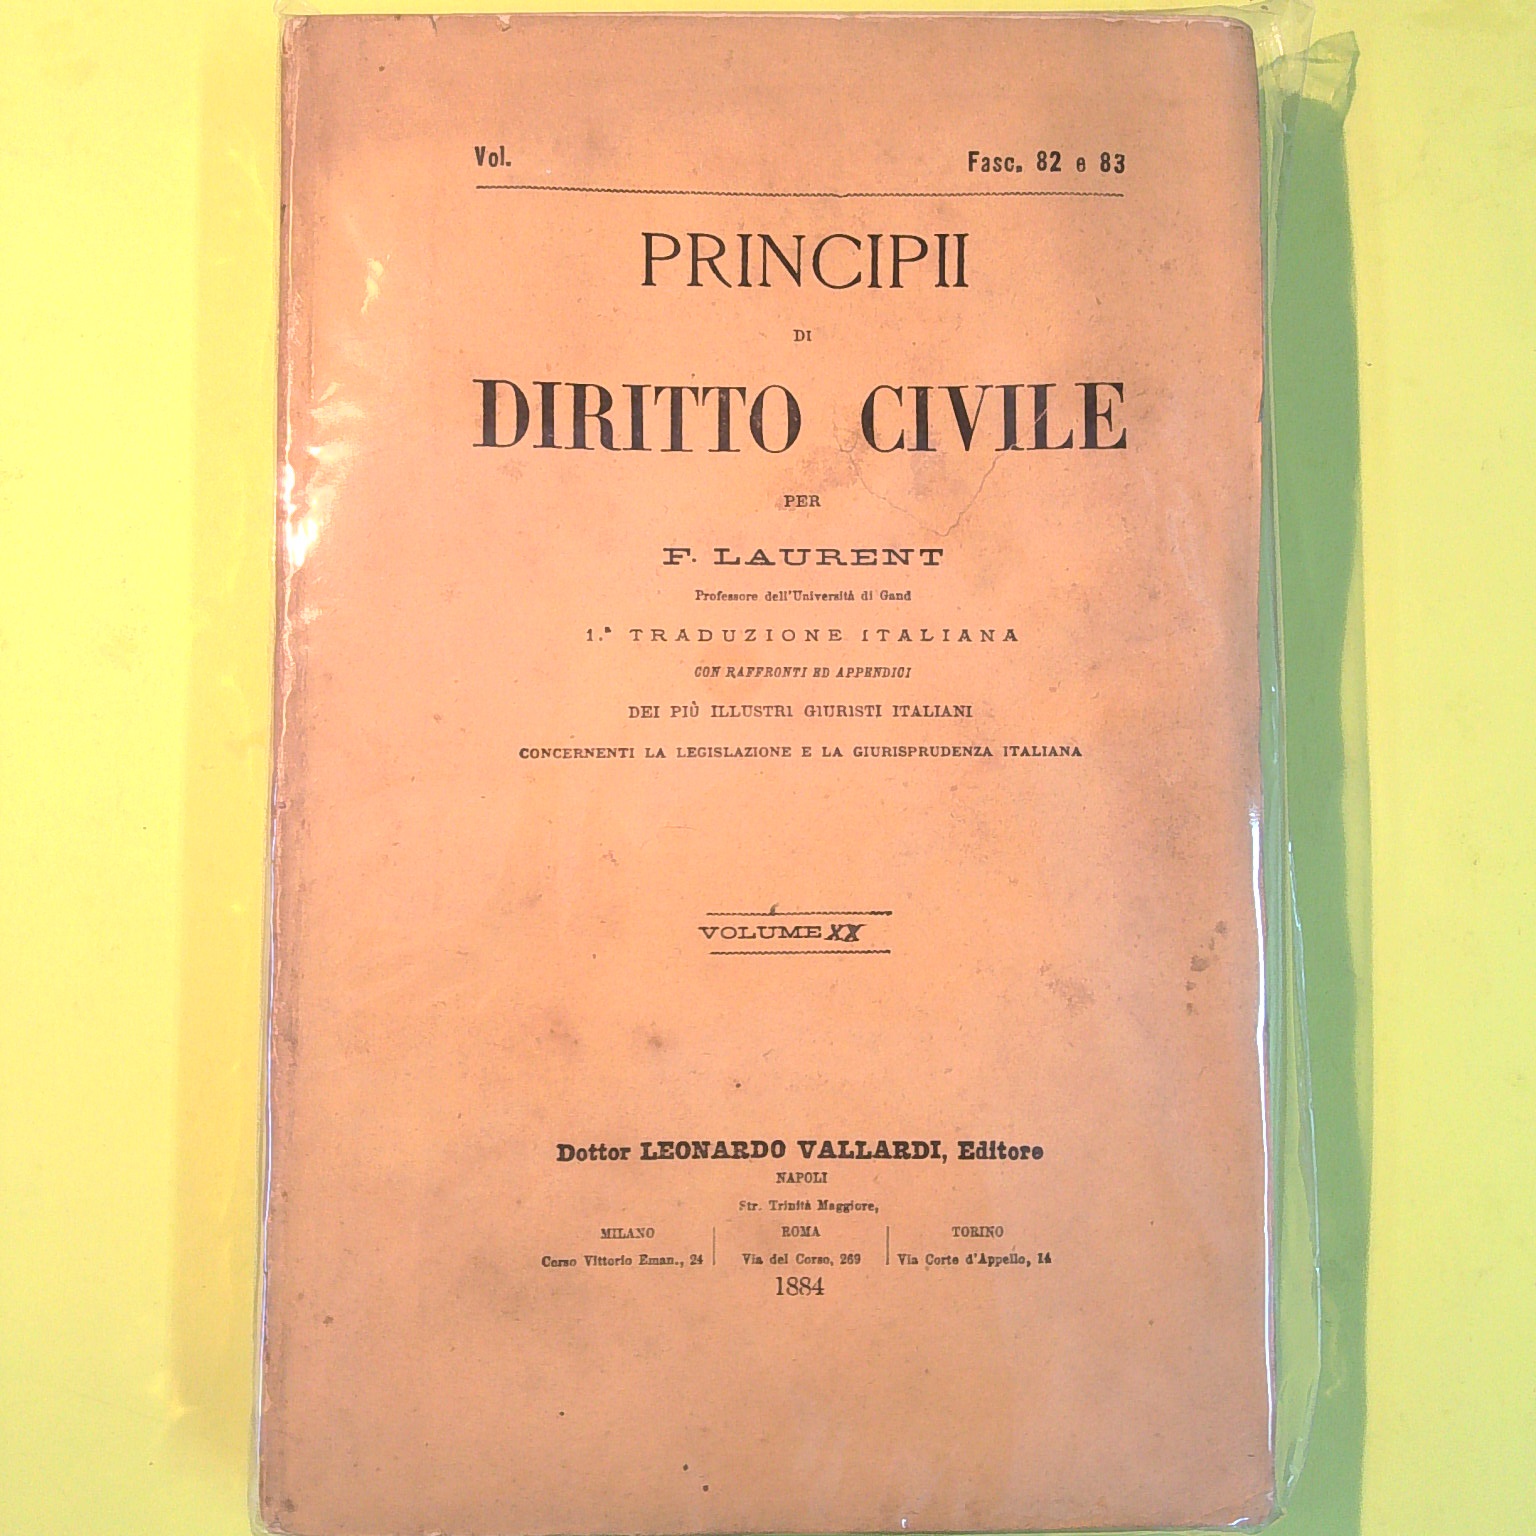 Vol. Fasc. 82 e 83
PRINCIPII
DI
DIRITTO CIVILE
PER
F. LAURENT
Professore dell'Università di Gand
1.ª TRADUZIONE ITALIANA
CON RAFFRONTI ED APPENDICI
DEI PIÙ ILLUSTRI GIURISTI ITALIANI
CONCERNENTI LA LEGISLAZIONE E LA GIURISPRUDENZA ITALIANA
VOLUME XX
Dottor LEONARDO VALLARDI, Editore
NAPOLI
Str. Trinità Maggiore,
MILANO ROMA TORINO
Corso Vittorio Eman., 24 Via del Corso, 269 Via Corte d'Appello, 14
1884